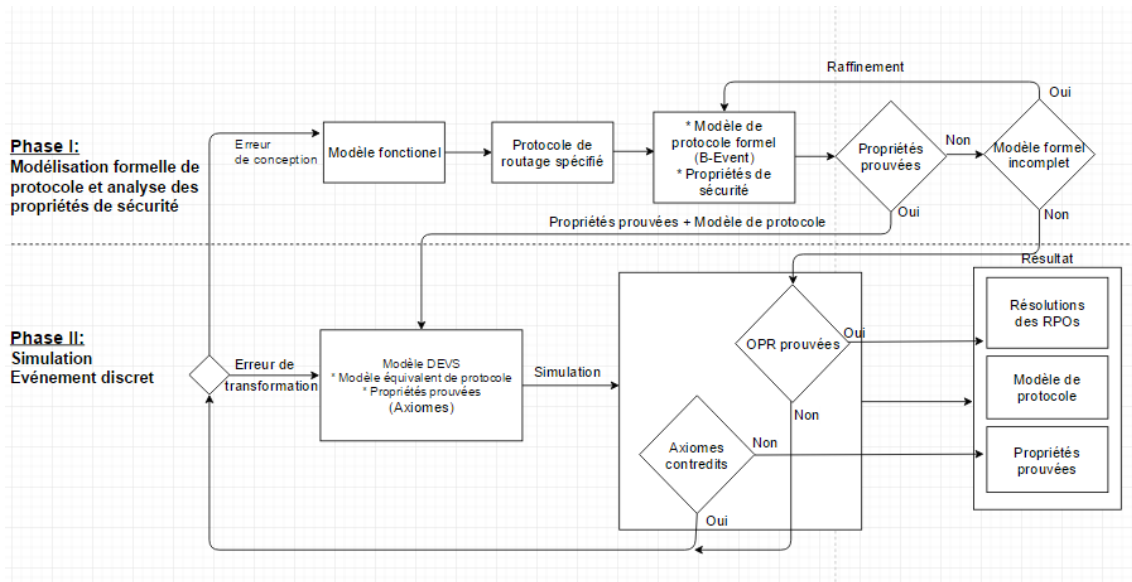 Raffinement
Oui
Phase I:
Modélisation formelle de
protocole et analyse des
propriétés de sécurité
Erreur
de conception
Modèle fonctionel
Protocole de
routage spécifié
* Modèle de
protocole formel
(B-Event)
* Propriétés de
sécurité
Propriétés
prouvées
Non
Modèle formel
incomplet
Oui
Non
Propriétés prouvées + Modèle de protocole
Résultat
Phase II:
Simulation
Evénement discret
Erreur de
transformation
Modèle DEVS
* Modèle équivalent de protocole
* Propriétés prouvées
(Axiomes)
Simulation
OPR prouvées
Oui
Non
Axiomes
contredits
Non
Oui
Résolutions
des RPOs
Modèle de
protocole
Propriétés
prouvées